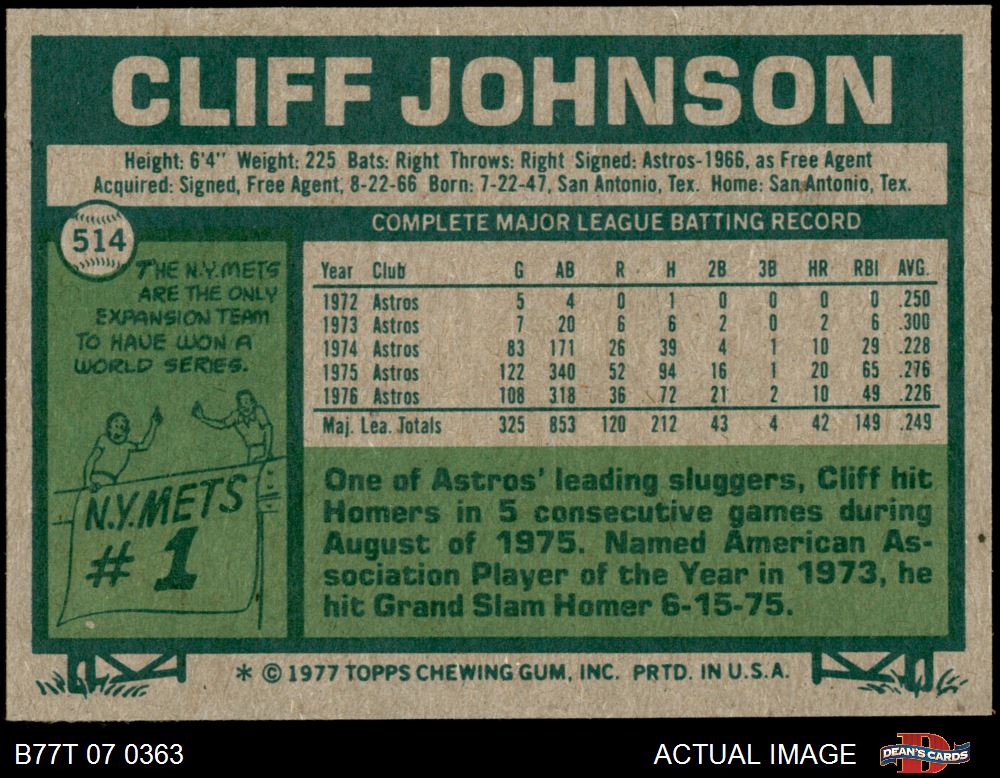 CLIFF JOHNSON
Height: 6'4" Weight: 225 Bats: Right Throws: Right Signed: Astros-1966, as Free Agent
Acquired: Signed, Free Agent, 8-22-66 Born: 7-22-47, San Antonio, Tex. Home: San Antonio, Tex.
514
THE N.Y. METS
ARE THE ONLY
EXPANSION TEAM
TO HAVE WON A
WORLD SERIES.
N.Y. METS
# 1
COMPLETE MAJOR LEAGUE BATTING RECORD
Year Club G AB R H 2B 3B HR RBI AVG.
1972 Astros 5 4 0 1 0 0 0 0 .250
1973 Astros 7 20 6 6 2 0 2 6 .300
1974 Astros 83 171 26 39 4 1 10 29 .228
1975 Astros 122 340 52 94 16 1 20 65 .276
1976 Astros 108 318 36 72 21 2 10 49 .226
Maj. Lea. Totals 325 853 120 212 43 4 42 149 .249
One of Astros' leading sluggers, Cliff hit
Homers in 5 consecutive games during
August of 1975. Named American As-
sociation Player of the Year in 1973, he
hit Grand Slam Homer 6-15-75.
* © 1977 TOPPS CHEWING GUM, INC. PRTD. IN U.S.A.
B77T 07 0363
ACTUAL IMAGE
D
DEAN'S CARDS